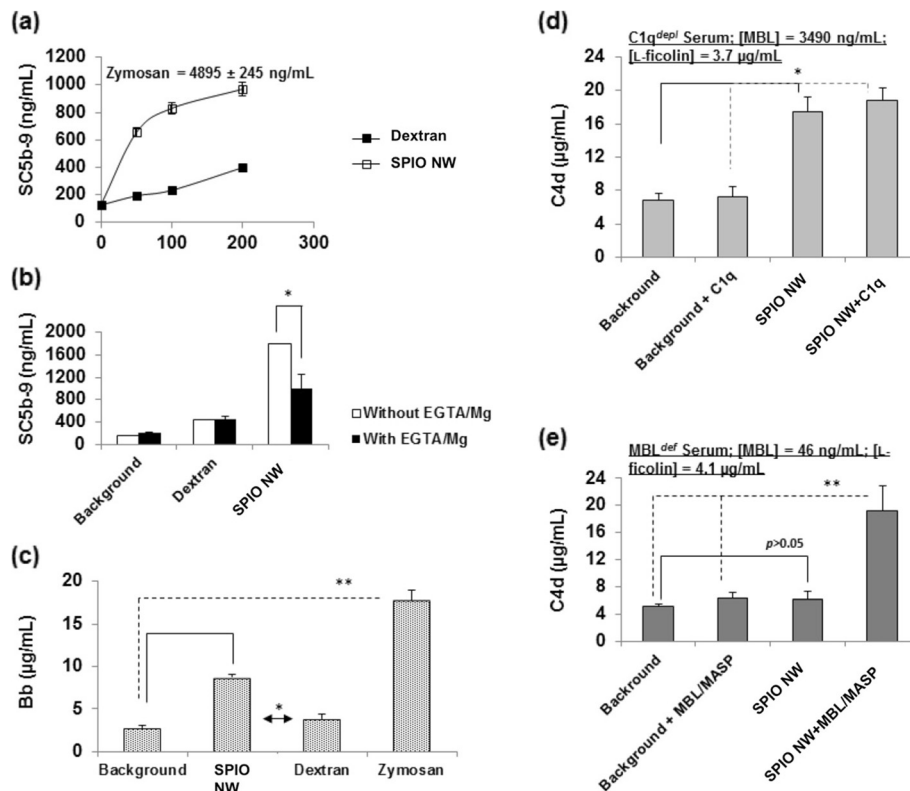 (a)
SC5b-9 (ng/mL)
1200
1000
800
600
400
200
0
Zymosan = 4895 ± 245 ng/mL
Dextran
SPIO NW
0
100
200
300
(b)
SC5b-9 (ng/mL)
2000
1600
1200
800
400
0
*
Without EGTA/Mg
With EGTA/Mg
Background
Dextran
SPIO NW
(c)
Bb (µg/mL)
20
15
10
5
0
**
*
Background
SPIO
NW
Dextran
Zymosan
(d)
C1qdepl Serum; [MBL] = 3490 ng/mL;
[L-ficolin] = 3.7 µg/mL
C4d (µg/mL)
24
20
16
12
8
4
0
*
Backround
Background + C1q
SPIO NW
SPIO NW+C1q
(e)
MBLdef Serum; [MBL] = 46 ng/mL; [L-
ficolin] = 4.1 µg/mL
C4d (µg/mL)
24
20
16
12
8
4
0
**
p>0.05
Backround
Background + MBL/MASP
SPIO NW
SPIO NW+MBL/MASP